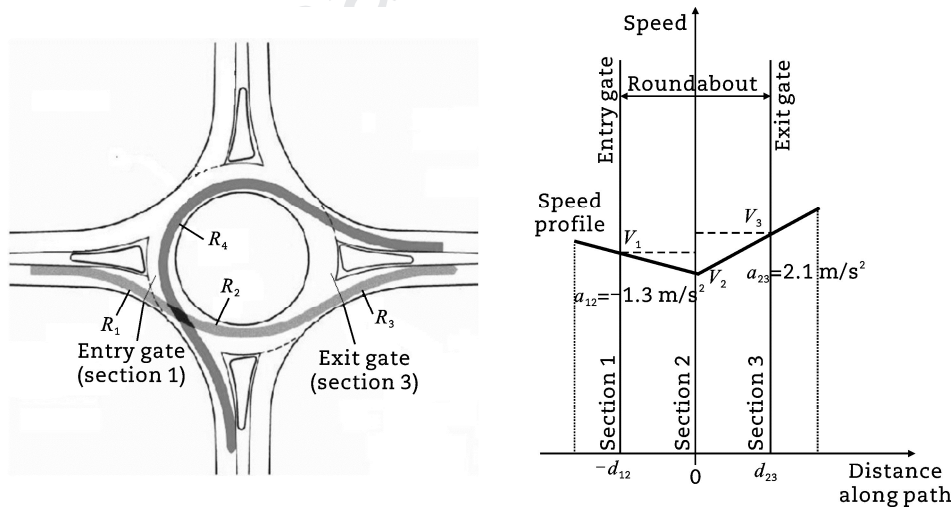 R4
R2
R1
R3
Entry gate
(section 1)
Exit gate
(section 3)
Speed
Entry gate
Roundabout
Exit gate
Speed
profile
V1
V3
V2
a12=−1.3 m/s²
a23=2.1 m/s²
Section 1
Section 2
Section 3
−d12
0
d23
Distance
along path